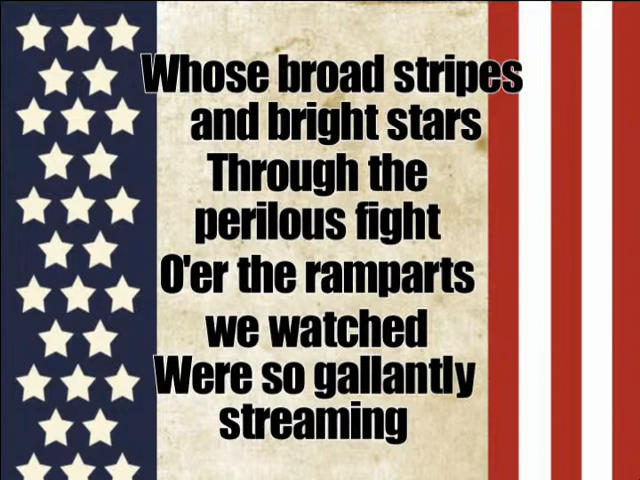 Whose broad stripes
and bright stars
Through the
perilous fight
O'er the ramparts
we watched
Were so gallantly
streaming